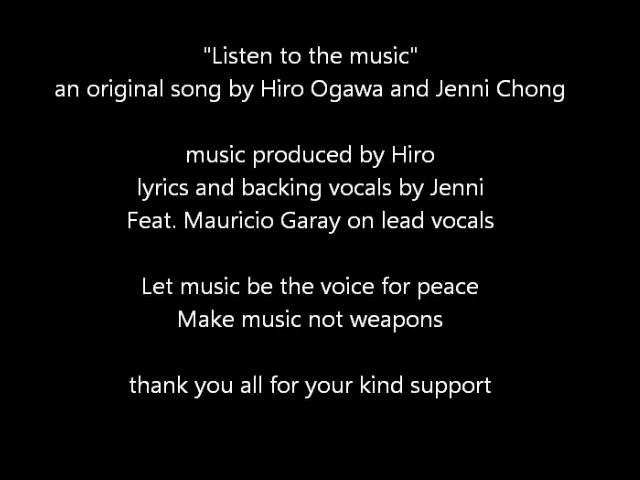 "Listen to the music"
an original song by Hiro Ogawa and Jenni Chong
music produced by Hiro
lyrics and backing vocals by Jenni
Feat. Mauricio Garay on lead vocals
Let music be the voice for peace
Make music not weapons
thank you all for your kind support